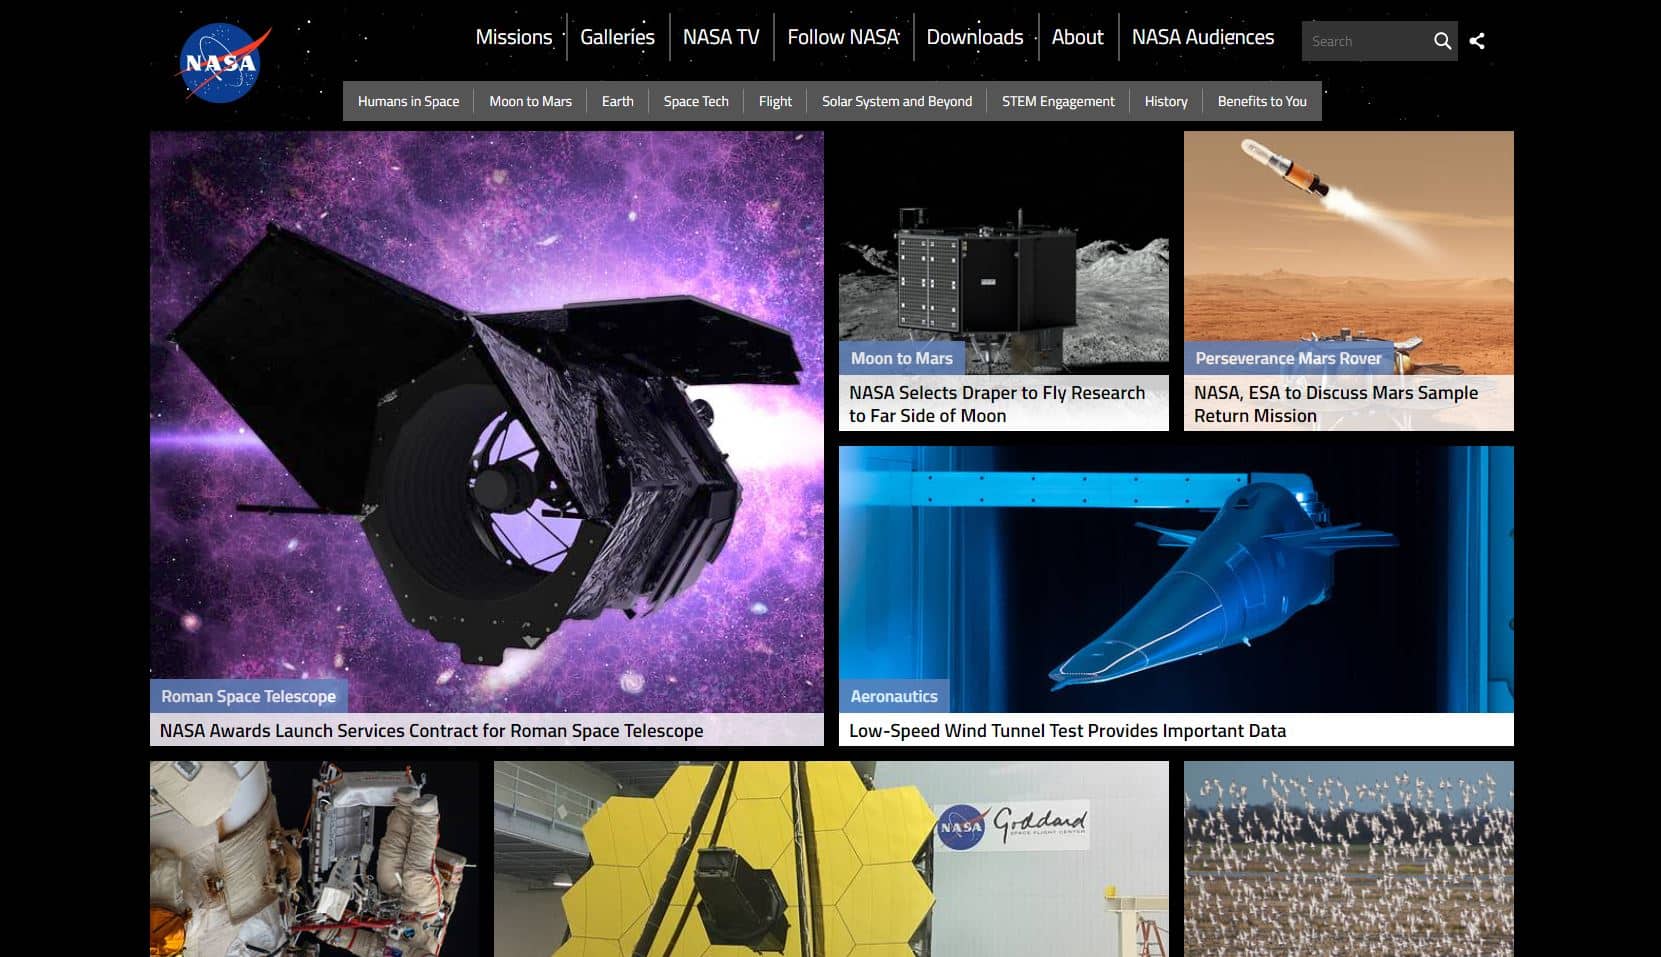 NASA
Missions
Galleries
NASA TV
Follow NASA
Downloads
About
NASA Audiences
Search
Humans in Space
Moon to Mars
Earth
Space Tech
Flight
Solar System and Beyond
STEM Engagement
History
Benefits to You
Roman Space Telescope
NASA Awards Launch Services Contract for Roman Space Telescope
Moon to Mars
NASA Selects Draper to Fly Research
to Far Side of Moon
Perseverance Mars Rover
NASA, ESA to Discuss Mars Sample
Return Mission
Aeronautics
Low-Speed Wind Tunnel Test Provides Important Data
NASA
Goddard
SPACE FLIGHT CENTER